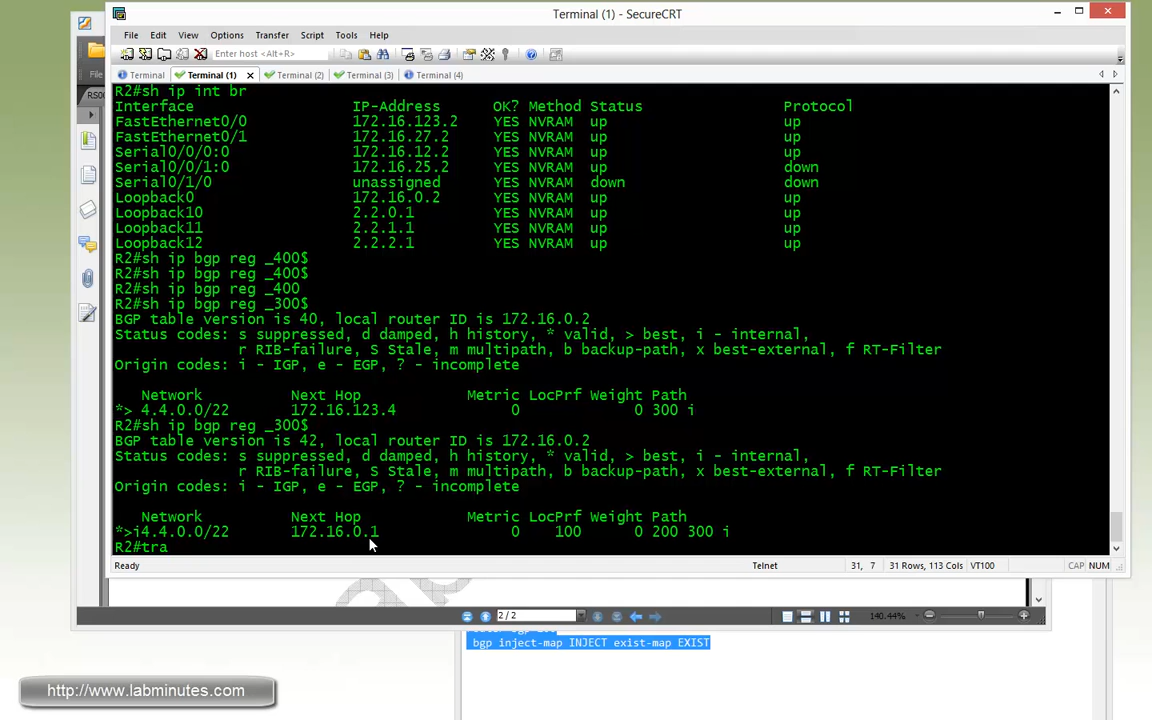 Terminal (1) - SecureCRT
File Edit View Options Transfer Script Tools Help
Enter host <Alt+R>
Terminal Terminal (1) x Terminal (2) Terminal (3) Terminal (4)
File
RS00
R2#sh ip int br
Interface IP-Address OK? Method Status Protocol
FastEthernet0/0 172.16.123.2 YES NVRAM up up
FastEthernet0/1 172.16.27.2 YES NVRAM up up
Serial0/0/0:0 172.16.12.2 YES NVRAM up up
Serial0/0/1:0 172.16.25.2 YES NVRAM up down
Serial0/1/0 unassigned YES NVRAM down down
Loopback0 172.16.0.2 YES NVRAM up up
Loopback10 2.2.0.1 YES NVRAM up up
Loopback11 2.2.1.1 YES NVRAM up up
Loopback12 2.2.2.1 YES NVRAM up up
R2#sh ip bgp reg _400$
R2#sh ip bgp reg _400$
R2#sh ip bgp reg _400
R2#sh ip bgp reg _300$
BGP table version is 40, local router ID is 172.16.0.2
Status codes: s suppressed, d damped, h history, * valid, > best, i - internal,
r RIB-failure, S Stale, m multipath, b backup-path, x best-external, f RT-Filter
Origin codes: i - IGP, e - EGP, ? - incomplete
Network Next Hop Metric LocPrf Weight Path
*> 4.4.0.0/22 172.16.123.4 0 0 300 i
R2#sh ip bgp reg _300$
BGP table version is 42, local router ID is 172.16.0.2
Status codes: s suppressed, d damped, h history, * valid, > best, i - internal,
r RIB-failure, S Stale, m multipath, b backup-path, x best-external, f RT-Filter
Origin codes: i - IGP, e - EGP, ? - incomplete
Network Next Hop Metric LocPrf Weight Path
*>i4.4.0.0/22 172.16.0.1 0 100 0 200 300 i
R2#tra
Ready Telnet 31, 7 31 Rows, 113 Cols VT100 CAP NUM
2 / 2 140.44%
bgp inject-map INJECT exist-map EXIST
http://www.labminutes.com